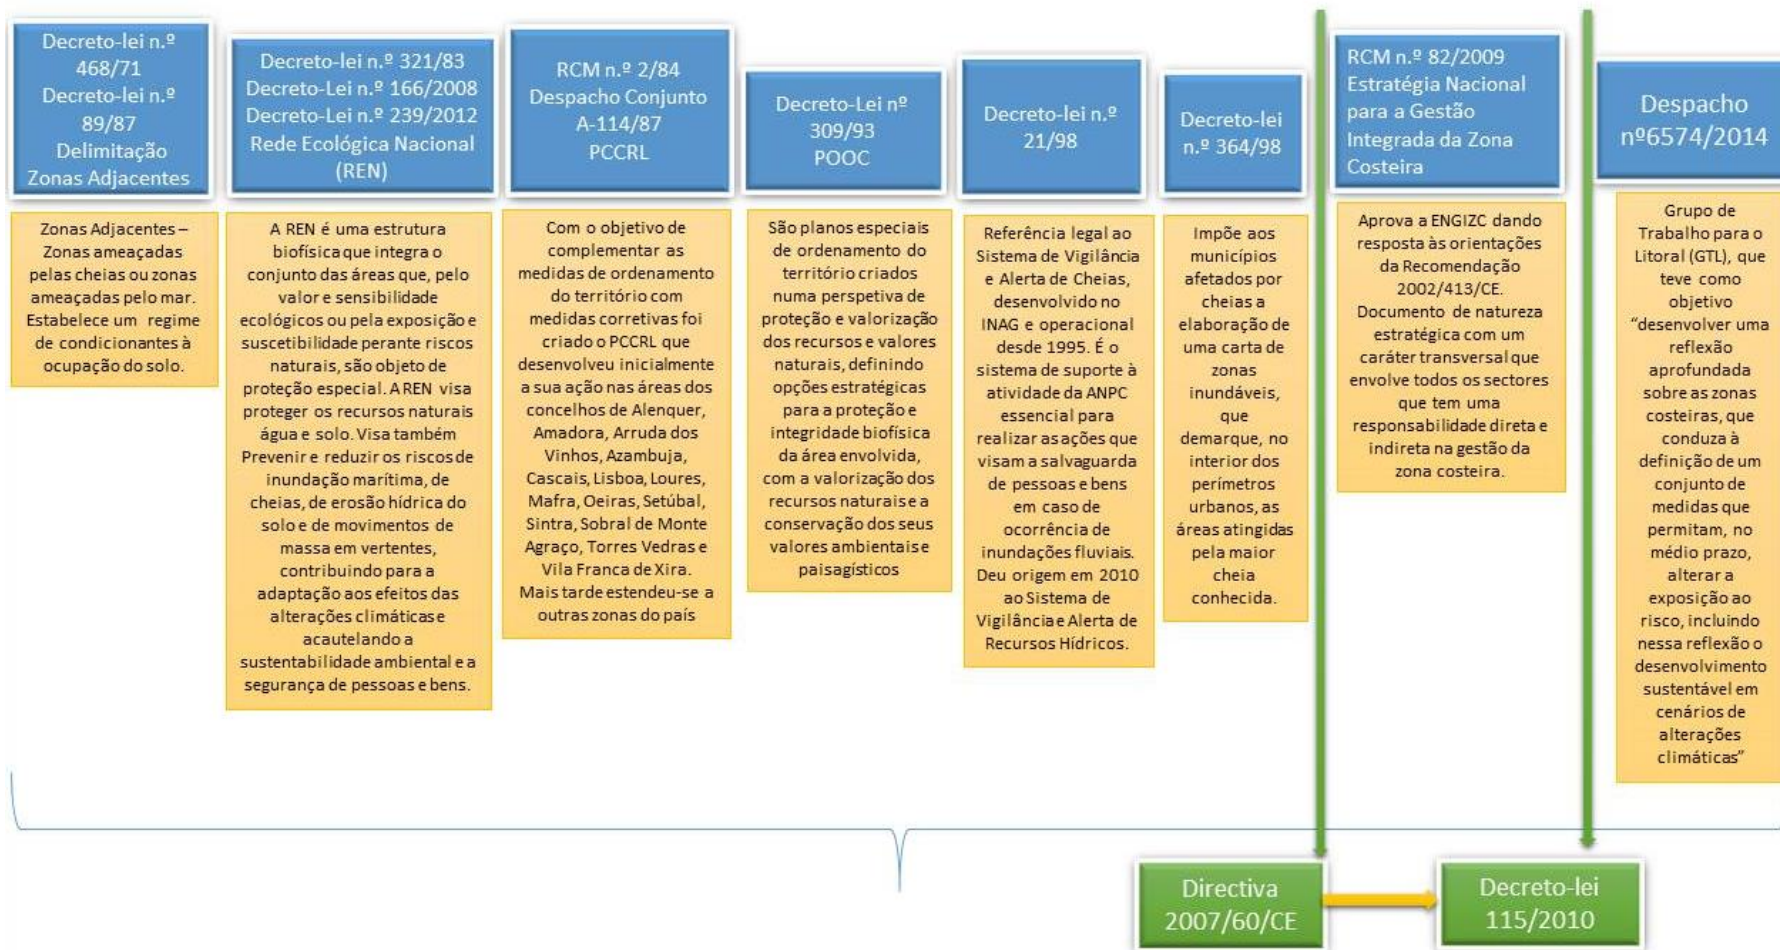 Decreto-lei n.º
468/71
Decreto-lei n.º
89/87
Delimitação
Zonas Adjacentes
Zonas Adjacentes –
Zonas ameaçadas
pelas cheias ou zonas
ameaçadas pelo mar.
Estabelece um regime
de condicionantes à
ocupação do solo.
Decreto-lei n.º 321/83
Decreto-Lei n.º 166/2008
Decreto-Lei n.º 239/2012
Rede Ecológica Nacional
(REN)
A REN é uma estrutura
biofísica que integra o
conjunto das áreas que, pelo
valor e sensibilidade
ecológicos ou pela exposição e
suscetibilidade perante riscos
naturais, são objeto de
proteção especial. A REN visa
proteger os recursos naturais
água e solo. Visa também
Prevenir e reduzir os riscos de
inundação marítima, de
cheias, de erosão hídrica do
solo e de movimentos de
massa em vertentes,
contribuindo para a
adaptação aos efeitos das
alterações climáticas e
acautelando a
sustentabilidade ambiental e a
segurança de pessoas e bens.
RCM n.º 2/84
Despacho Conjunto
A-114/87
PCCRL
Com o objetivo de
complementar as
medidas de ordenamento
do território com
medidas corretivas foi
criado o PCCRL que
desenvolveu inicialmente
a sua ação nas áreas dos
concelhos de Alenquer,
Amadora, Arruda dos
Vinhos, Azambuja,
Cascais, Lisboa, Loures,
Mafra, Oeiras, Setúbal,
Sintra, Sobral de Monte
Agraço, Torres Vedras e
Vila Franca de Xira.
Mais tarde estendeu-se a
outras zonas do país
Decreto-Lei nº
309/93
POOC
São planos especiais
de ordenamento do
território criados
numa perspetiva de
proteção e valorização
dos recursos e valores
naturais, definindo
opções estratégicas
para a proteção e
integridade biofísica
da área envolvida,
com a valorização dos
recursos naturais e a
conservação dos seus
valores ambientais e
paisagísticos
Decreto-lei n.º
21/98
Referência legal ao
Sistema de Vigilância
e Alerta de Cheias,
desenvolvido no
INAG e operacional
desde 1995. É o
sistema de suporte à
atividade da ANPC
essencial para
realizar as ações que
visam a salvaguarda
de pessoas e bens
em caso de
ocorrência de
inundações fluviais.
Deu origem em 2010
ao Sistema de
Vigilância e Alerta de
Recursos Hídricos.
Decreto-lei
n.º 364/98
Impõe aos
municípios
afetados por
cheias a
elaboração de
uma carta de
zonas
inundáveis,
que
demarque, no
interior dos
perímetros
urbanos, as
áreas atingidas
pela maior
cheia
conhecida.
RCM n.º 82/2009
Estratégia Nacional
para a Gestão
Integrada da Zona
Costeira
Aprova a ENGIZC dando
resposta às orientações
da Recomendação
2002/413/CE.
Documento de natureza
estratégica com um
caráter transversal que
envolve todos os sectores
que tem uma
responsabilidade direta e
indireta na gestão da
zona costeira.
Despacho
nº6574/2014
Grupo de
Trabalho para o
Litoral (GTL), que
teve como
objetivo
“desenvolver uma
reflexão
aprofundada
sobre as zonas
costeiras, que
conduza à
definição de um
conjunto de
medidas que
permitam, no
médio prazo,
alterar a
exposição ao
risco, incluindo
nessa reflexão o
desenvolvimento
sustentável em
cenários de
alterações
climáticas”
Directiva
2007/60/CE
Decreto-lei
115/2010